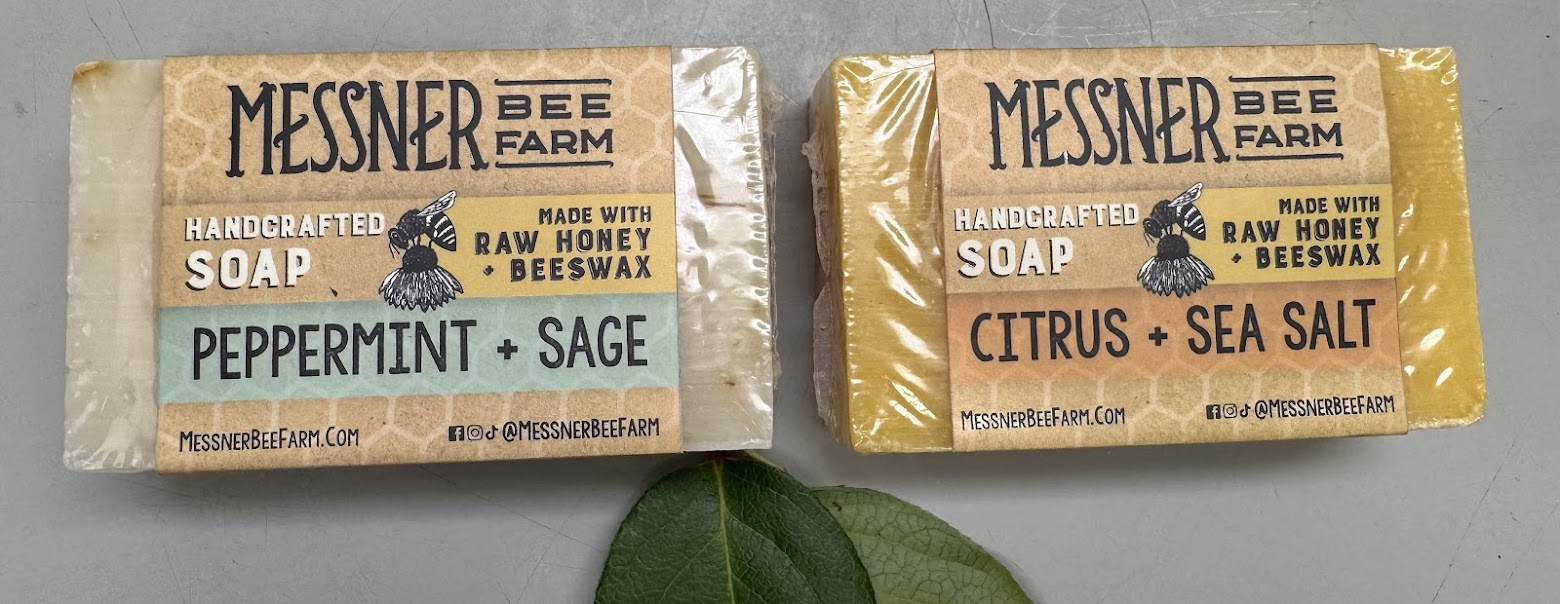 MESSNER BEE FARM
HANDCRAFTED SOAP
MADE WITH
RAW HONEY
+ BEESWAX
PEPPERMINT + SAGE
MESSNERBEEFARM.COM
@MESSNERBEEFARM
MESSNER BEE FARM
HANDCRAFTED SOAP
MADE WITH
RAW HONEY
+ BEESWAX
CITRUS + SEA SALT
MESSNERBEEFARM.COM
@MESSNERBEEFARM